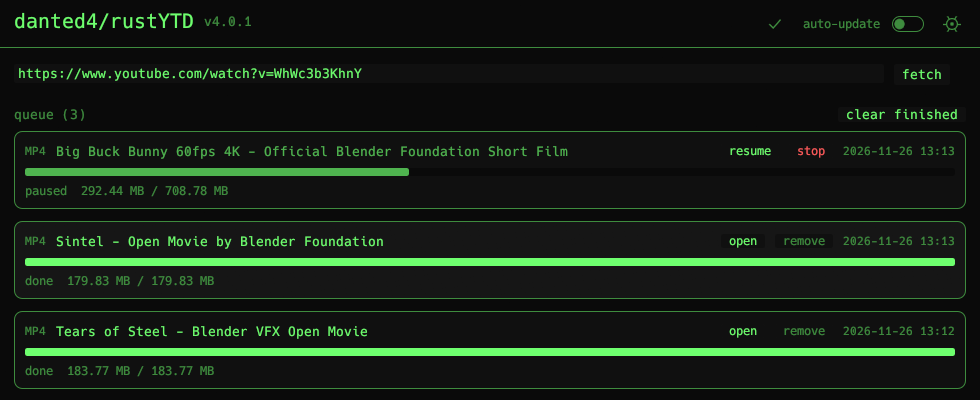 danted4/rustYTD v4.0.1 ✓ auto-update
https://www.youtube.com/watch?v=WhWc3b3KhnY fetch
queue (3) clear finished
MP4 Big Buck Bunny 60fps 4K - Official Blender Foundation Short Film resume stop 2026-11-26 13:13
paused 292.44 MB / 708.78 MB
MP4 Sintel - Open Movie by Blender Foundation open remove 2026-11-26 13:13
done 179.83 MB / 179.83 MB
MP4 Tears of Steel - Blender VFX Open Movie open remove 2026-11-26 13:12
done 183.77 MB / 183.77 MB